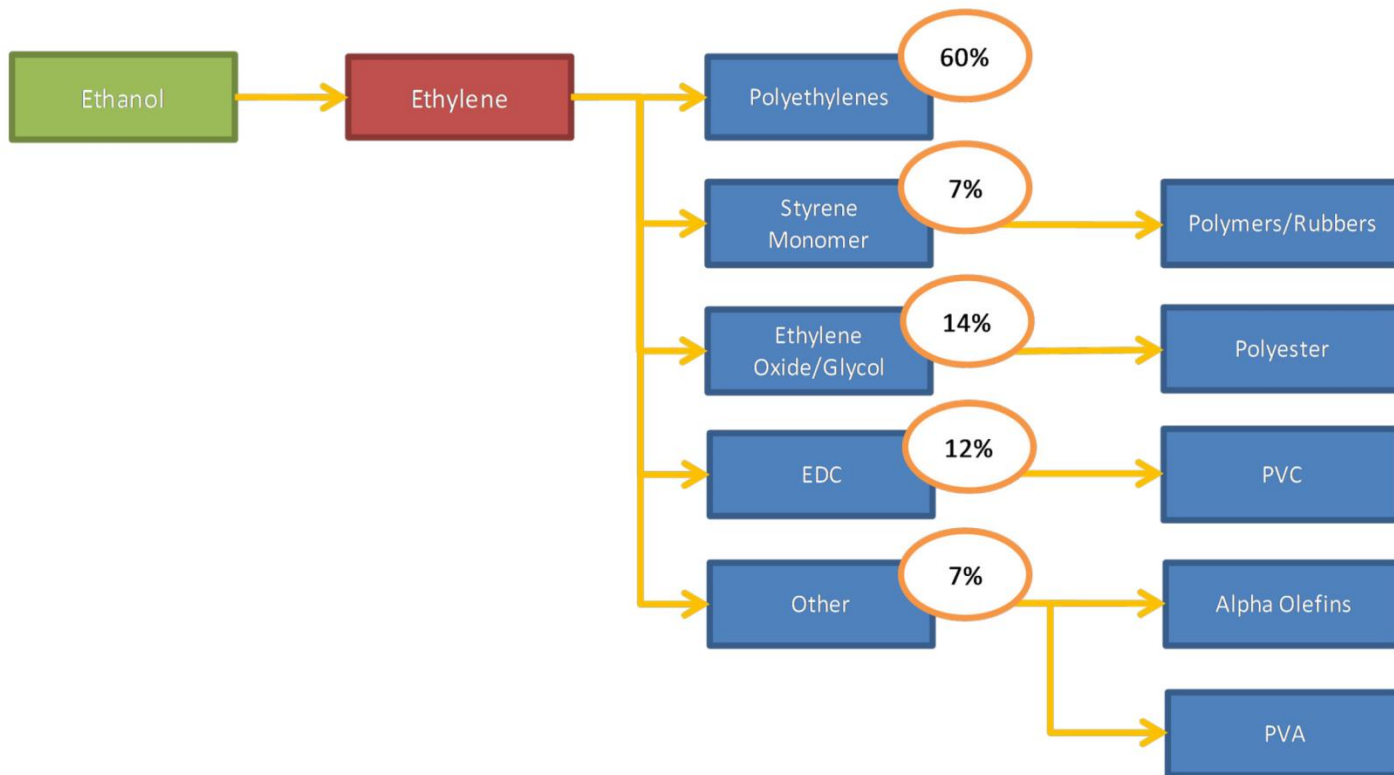 60%
Ethanol
Ethylene
Polyethylenes
7%
Styrene
Monomer
Polymers/Rubbers
14%
Ethylene
Oxide/Glycol
Polyester
12%
EDC
PVC
7%
Other
Alpha Olefins
PVA